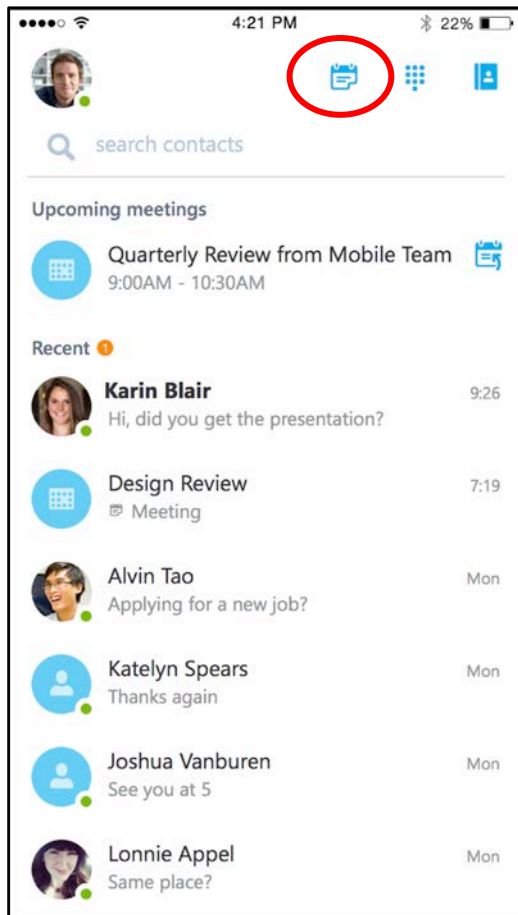 4:21 PM 22%
search contacts
Upcoming meetings
Quarterly Review from Mobile Team
9:00AM - 10:30AM
Recent 1
Karin Blair 9:26
Hi, did you get the presentation?
Design Review 7:19
Meeting
Alvin Tao Mon
Applying for a new job?
Katelyn Spears Mon
Thanks again
Joshua Vanburen Mon
See you at 5
Lonnie Appel Mon
Same place?